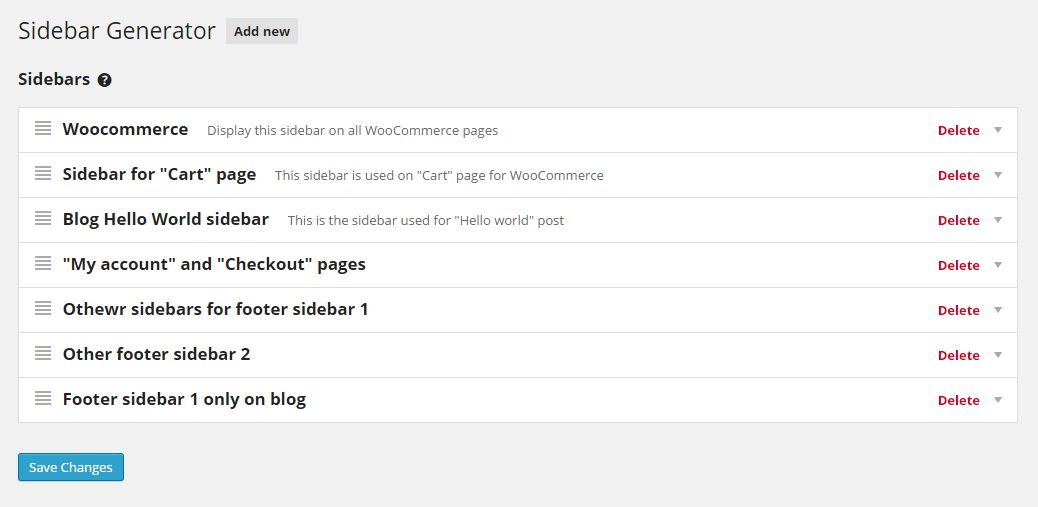 Sidebar Generator Add new
Sidebars ?
Woocommerce Display this sidebar on all WooCommerce pages Delete
Sidebar for "Cart" page This sidebar is used on "Cart" page for WooCommerce Delete
Blog Hello World sidebar This is the sidebar used for "Hello world" post Delete
"My account" and "Checkout" pages Delete
Othewr sidebars for footer sidebar 1 Delete
Other footer sidebar 2 Delete
Footer sidebar 1 only on blog Delete
Save Changes